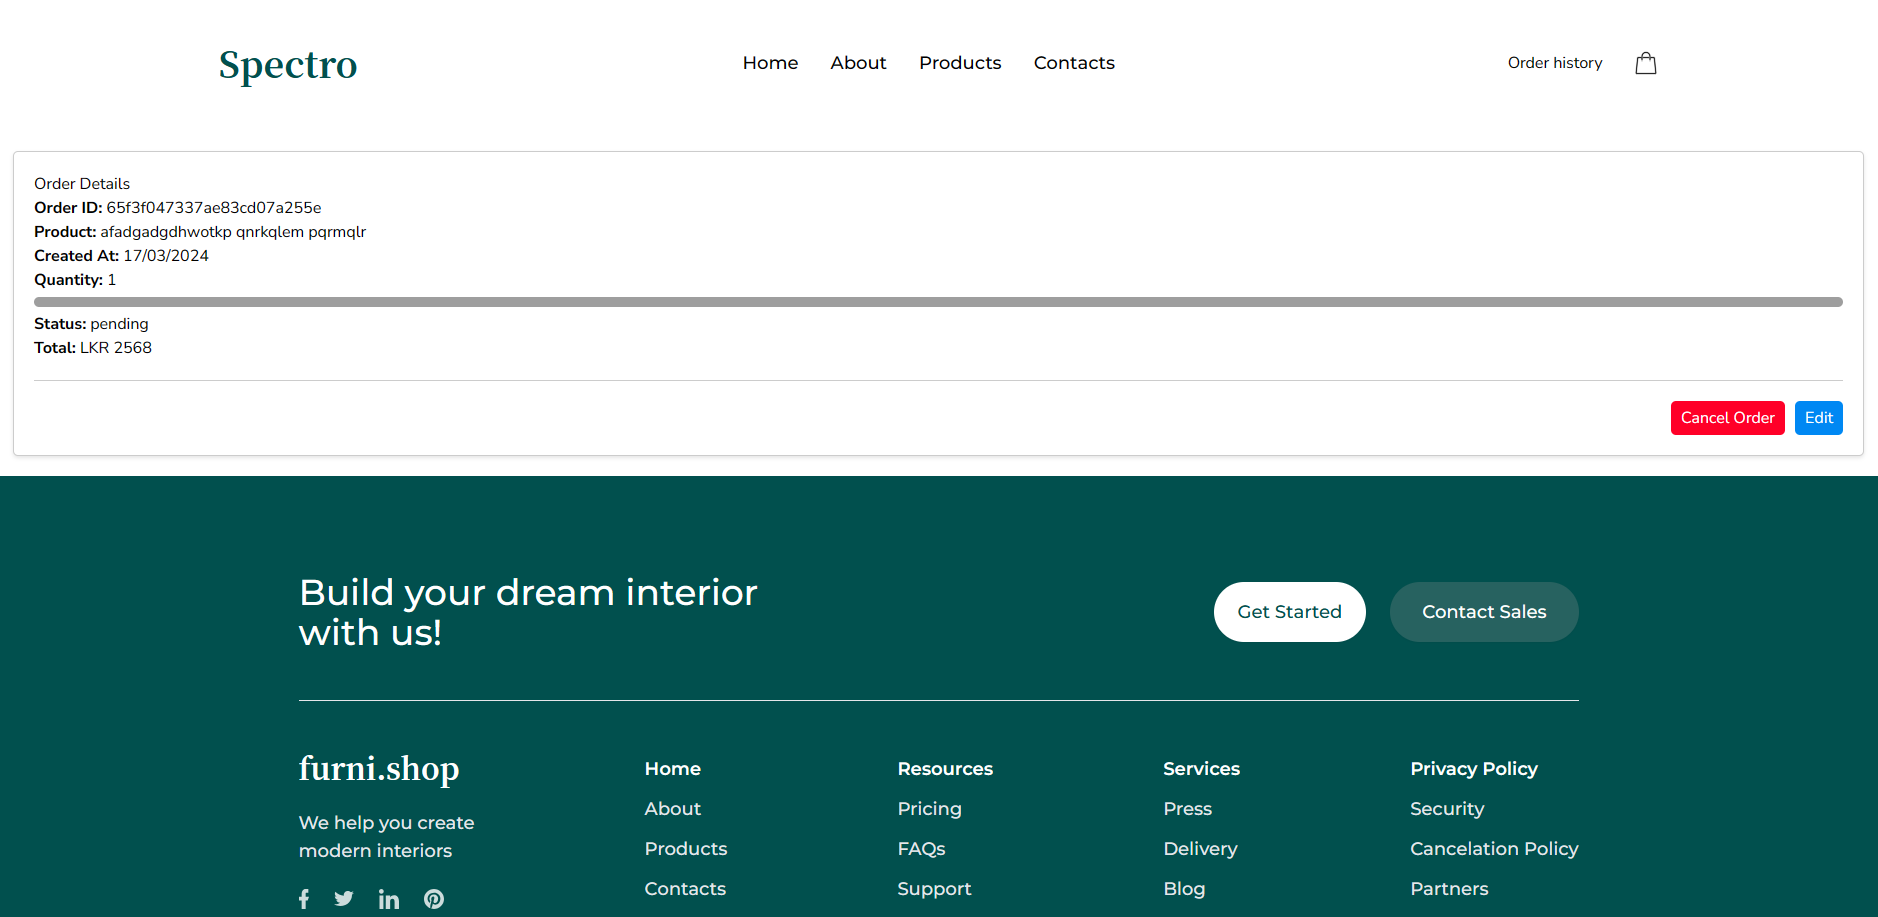 Spectro
Home About Products Contacts
Order history
Order Details
Order ID: 65f3f047337ae83cd07a255e
Product: afadgadgdhwotkp qnrkqlem pqrmqlr
Created At: 17/03/2024
Quantity: 1
Status: pending
Total: LKR 2568
Cancel Order Edit
Build your dream interior
with us!
Get Started Contact Sales
furni.shop
We help you create
modern interiors
Home
About
Products
Contacts
Resources
Pricing
FAQs
Support
Services
Press
Delivery
Blog
Privacy Policy
Security
Cancelation Policy
Partners